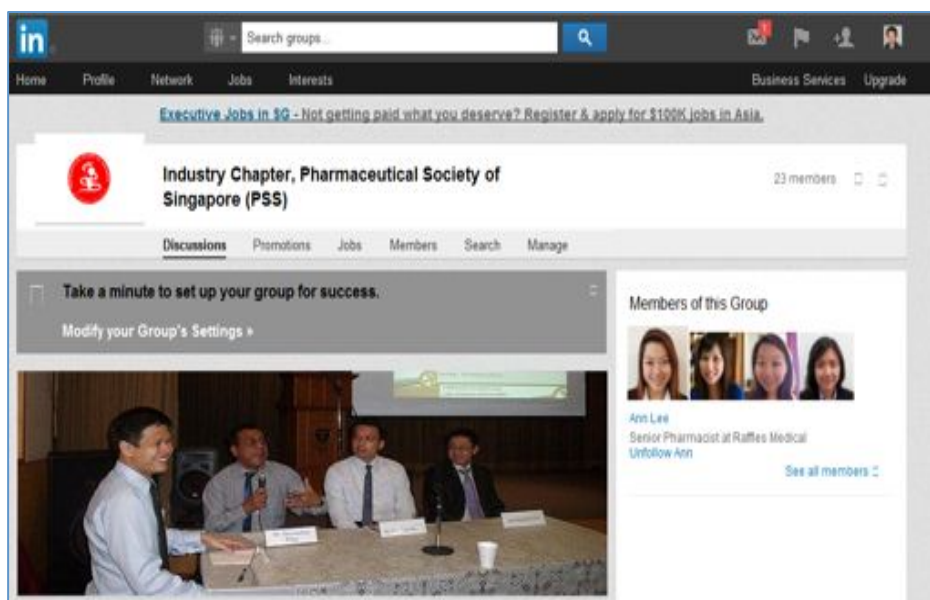 in
Search groups...
1
Home Profile Network Jobs Interests Business Services Upgrade
Executive Jobs in SG - Not getting paid what you deserve? Register & apply for $100K jobs in Asia.
Industry Chapter, Pharmaceutical Society of
Singapore (PSS)
23 members
Discussions Promotions Jobs Members Search Manage
Take a minute to set up your group for success.
Modify your Group's Settings »
Members of this Group
Ann Lee
Senior Pharmacist at Raffles Medical
Unfollow Ann
See all members